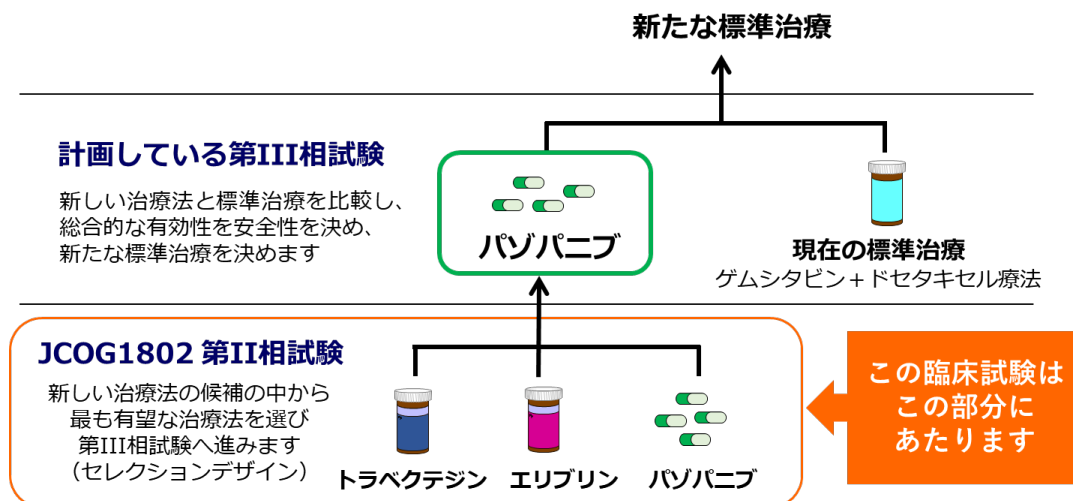 新たな標準治療
計画している第III相試験
新しい治療法と標準治療を比較し、
総合的な有効性を安全性を決め、
新たな標準治療を決めます
パゾパニブ
現在の標準治療
ゲムシタビン＋ドセタキセル療法
JCOG1802 第II相試験
新しい治療法の候補の中から
最も有望な治療法を選び
第III相試験へ進みます
（セレクションデザイン）
トラベクテジン
エリブリン
パゾパニブ
この臨床試験は
この部分に
あたります